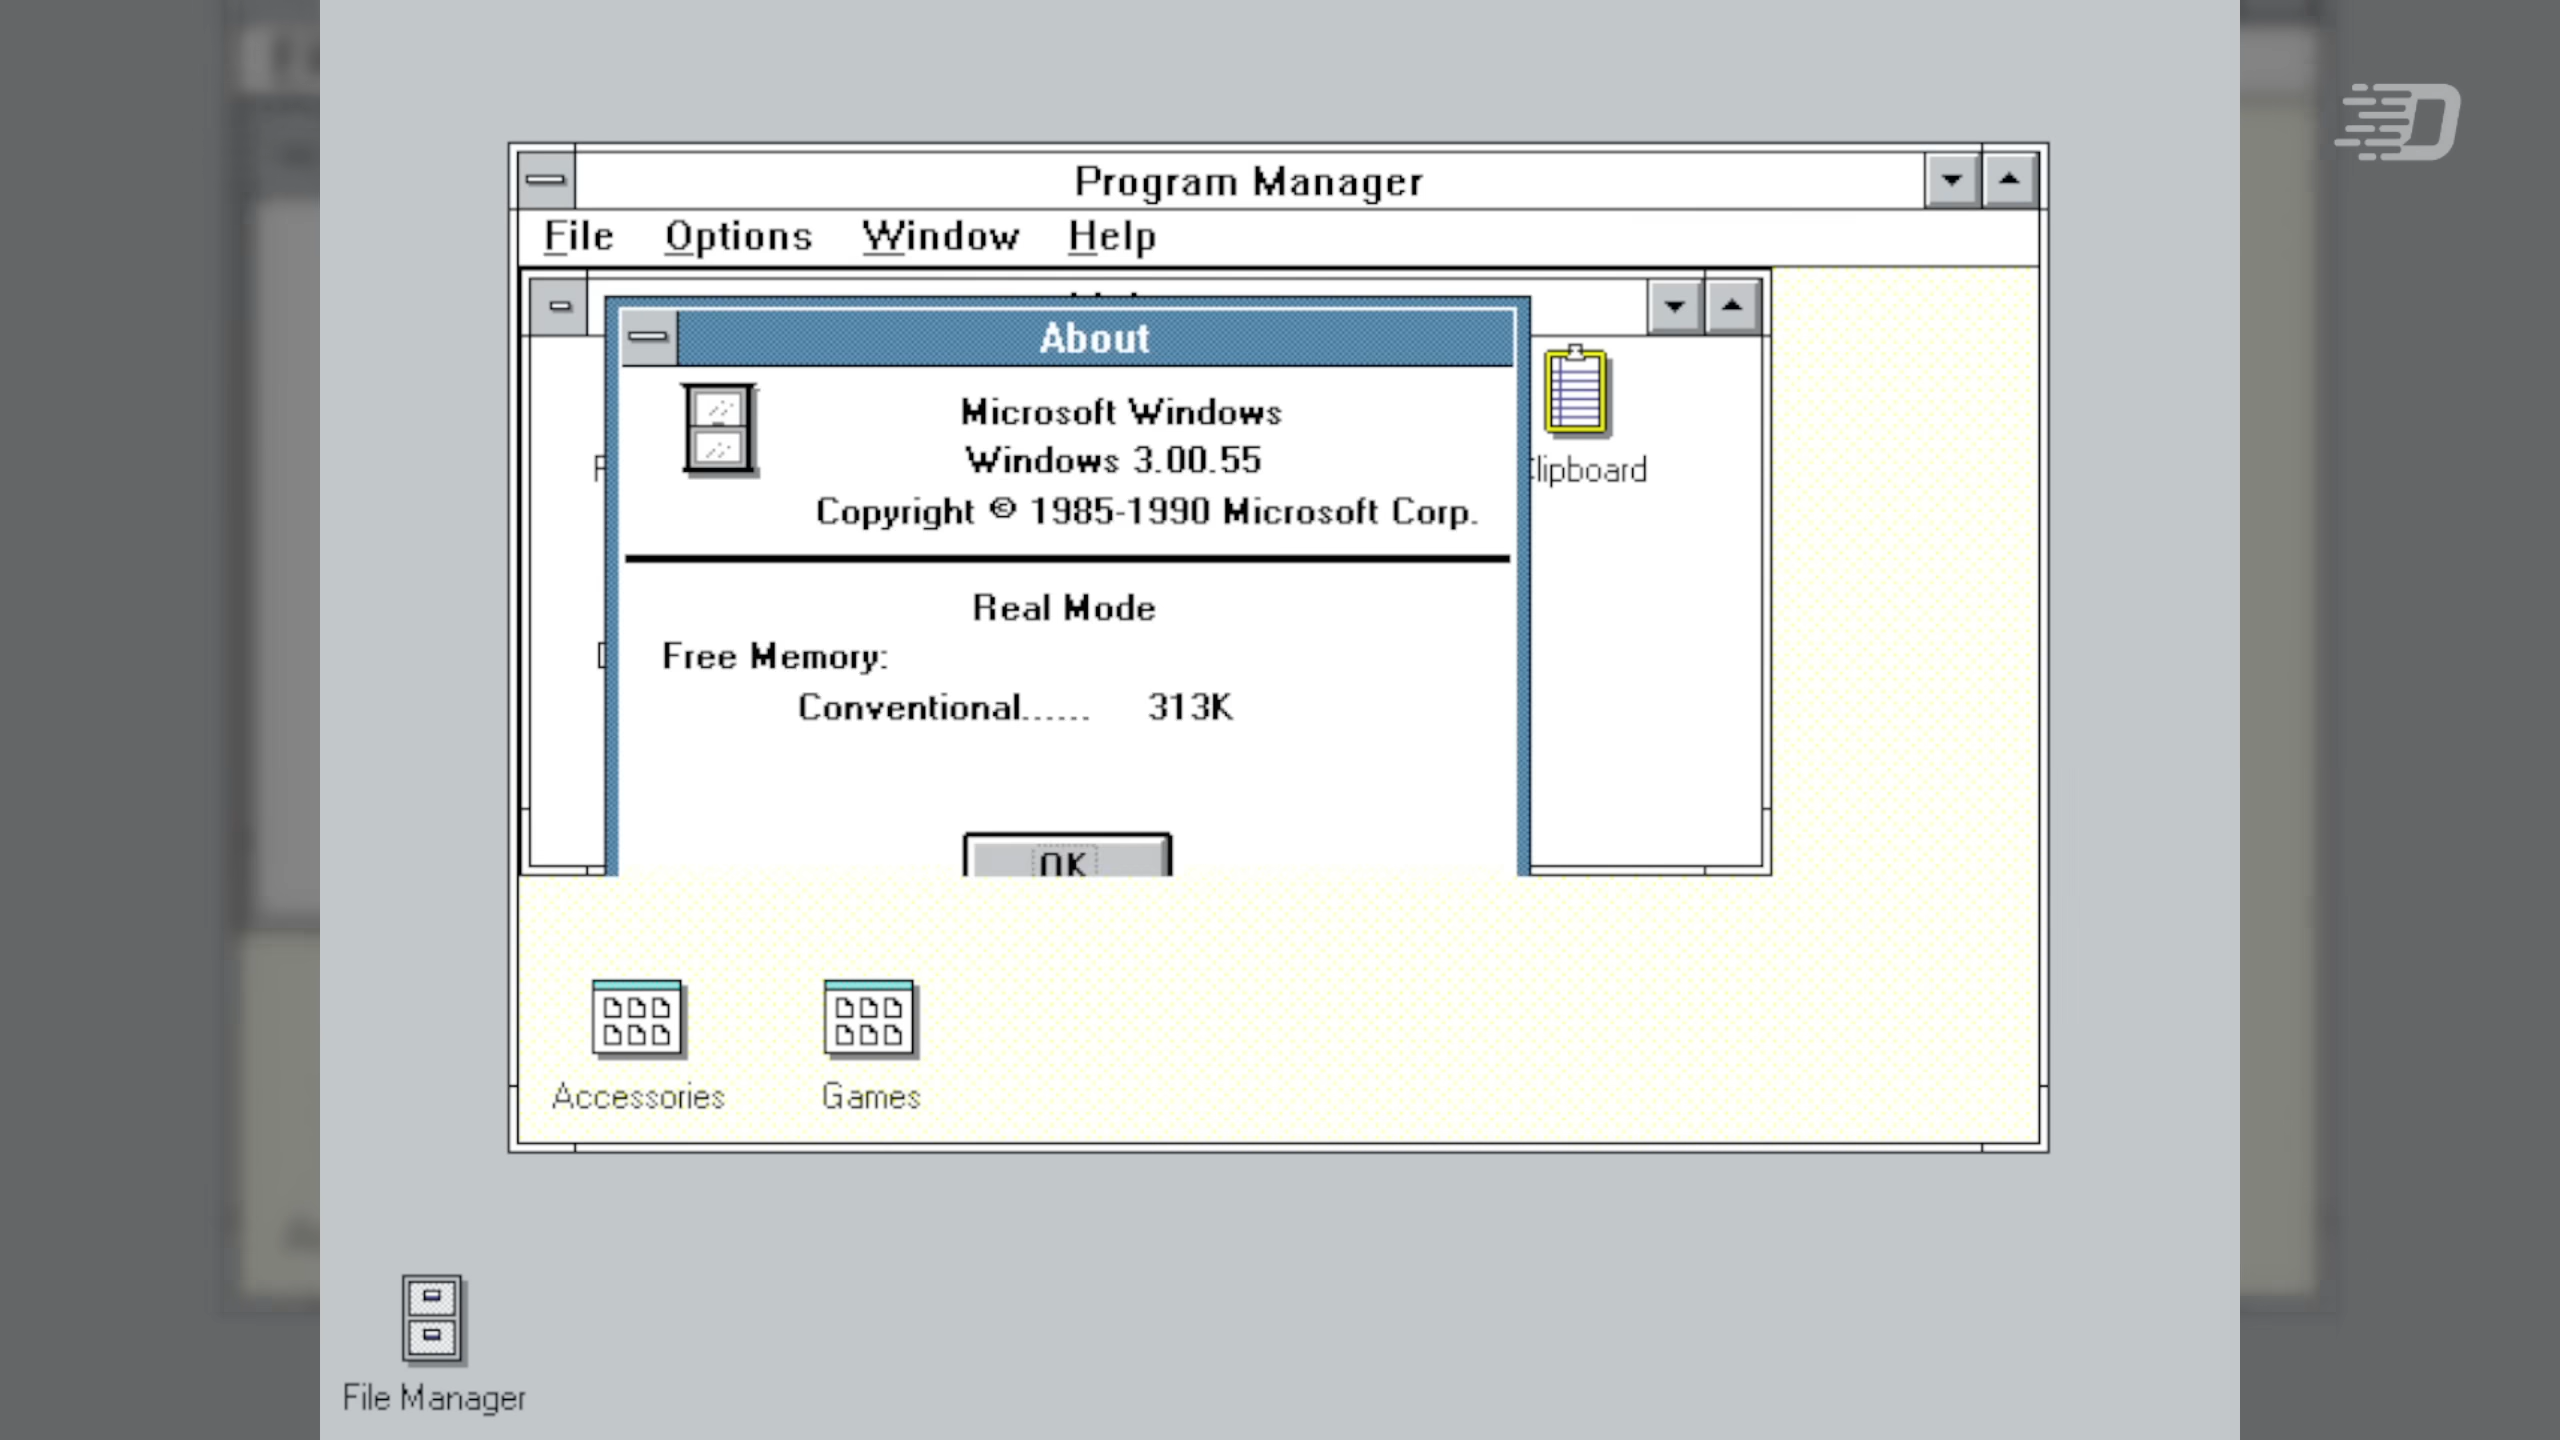 Program Manager
File Options Window Help
About
Microsoft Windows
Windows 3.00.55
Copyright © 1985-1990 Microsoft Corp.
Real Mode
Free Memory:
Conventional...... 313K
OK
lipboard
Accessories
Games
File Manager